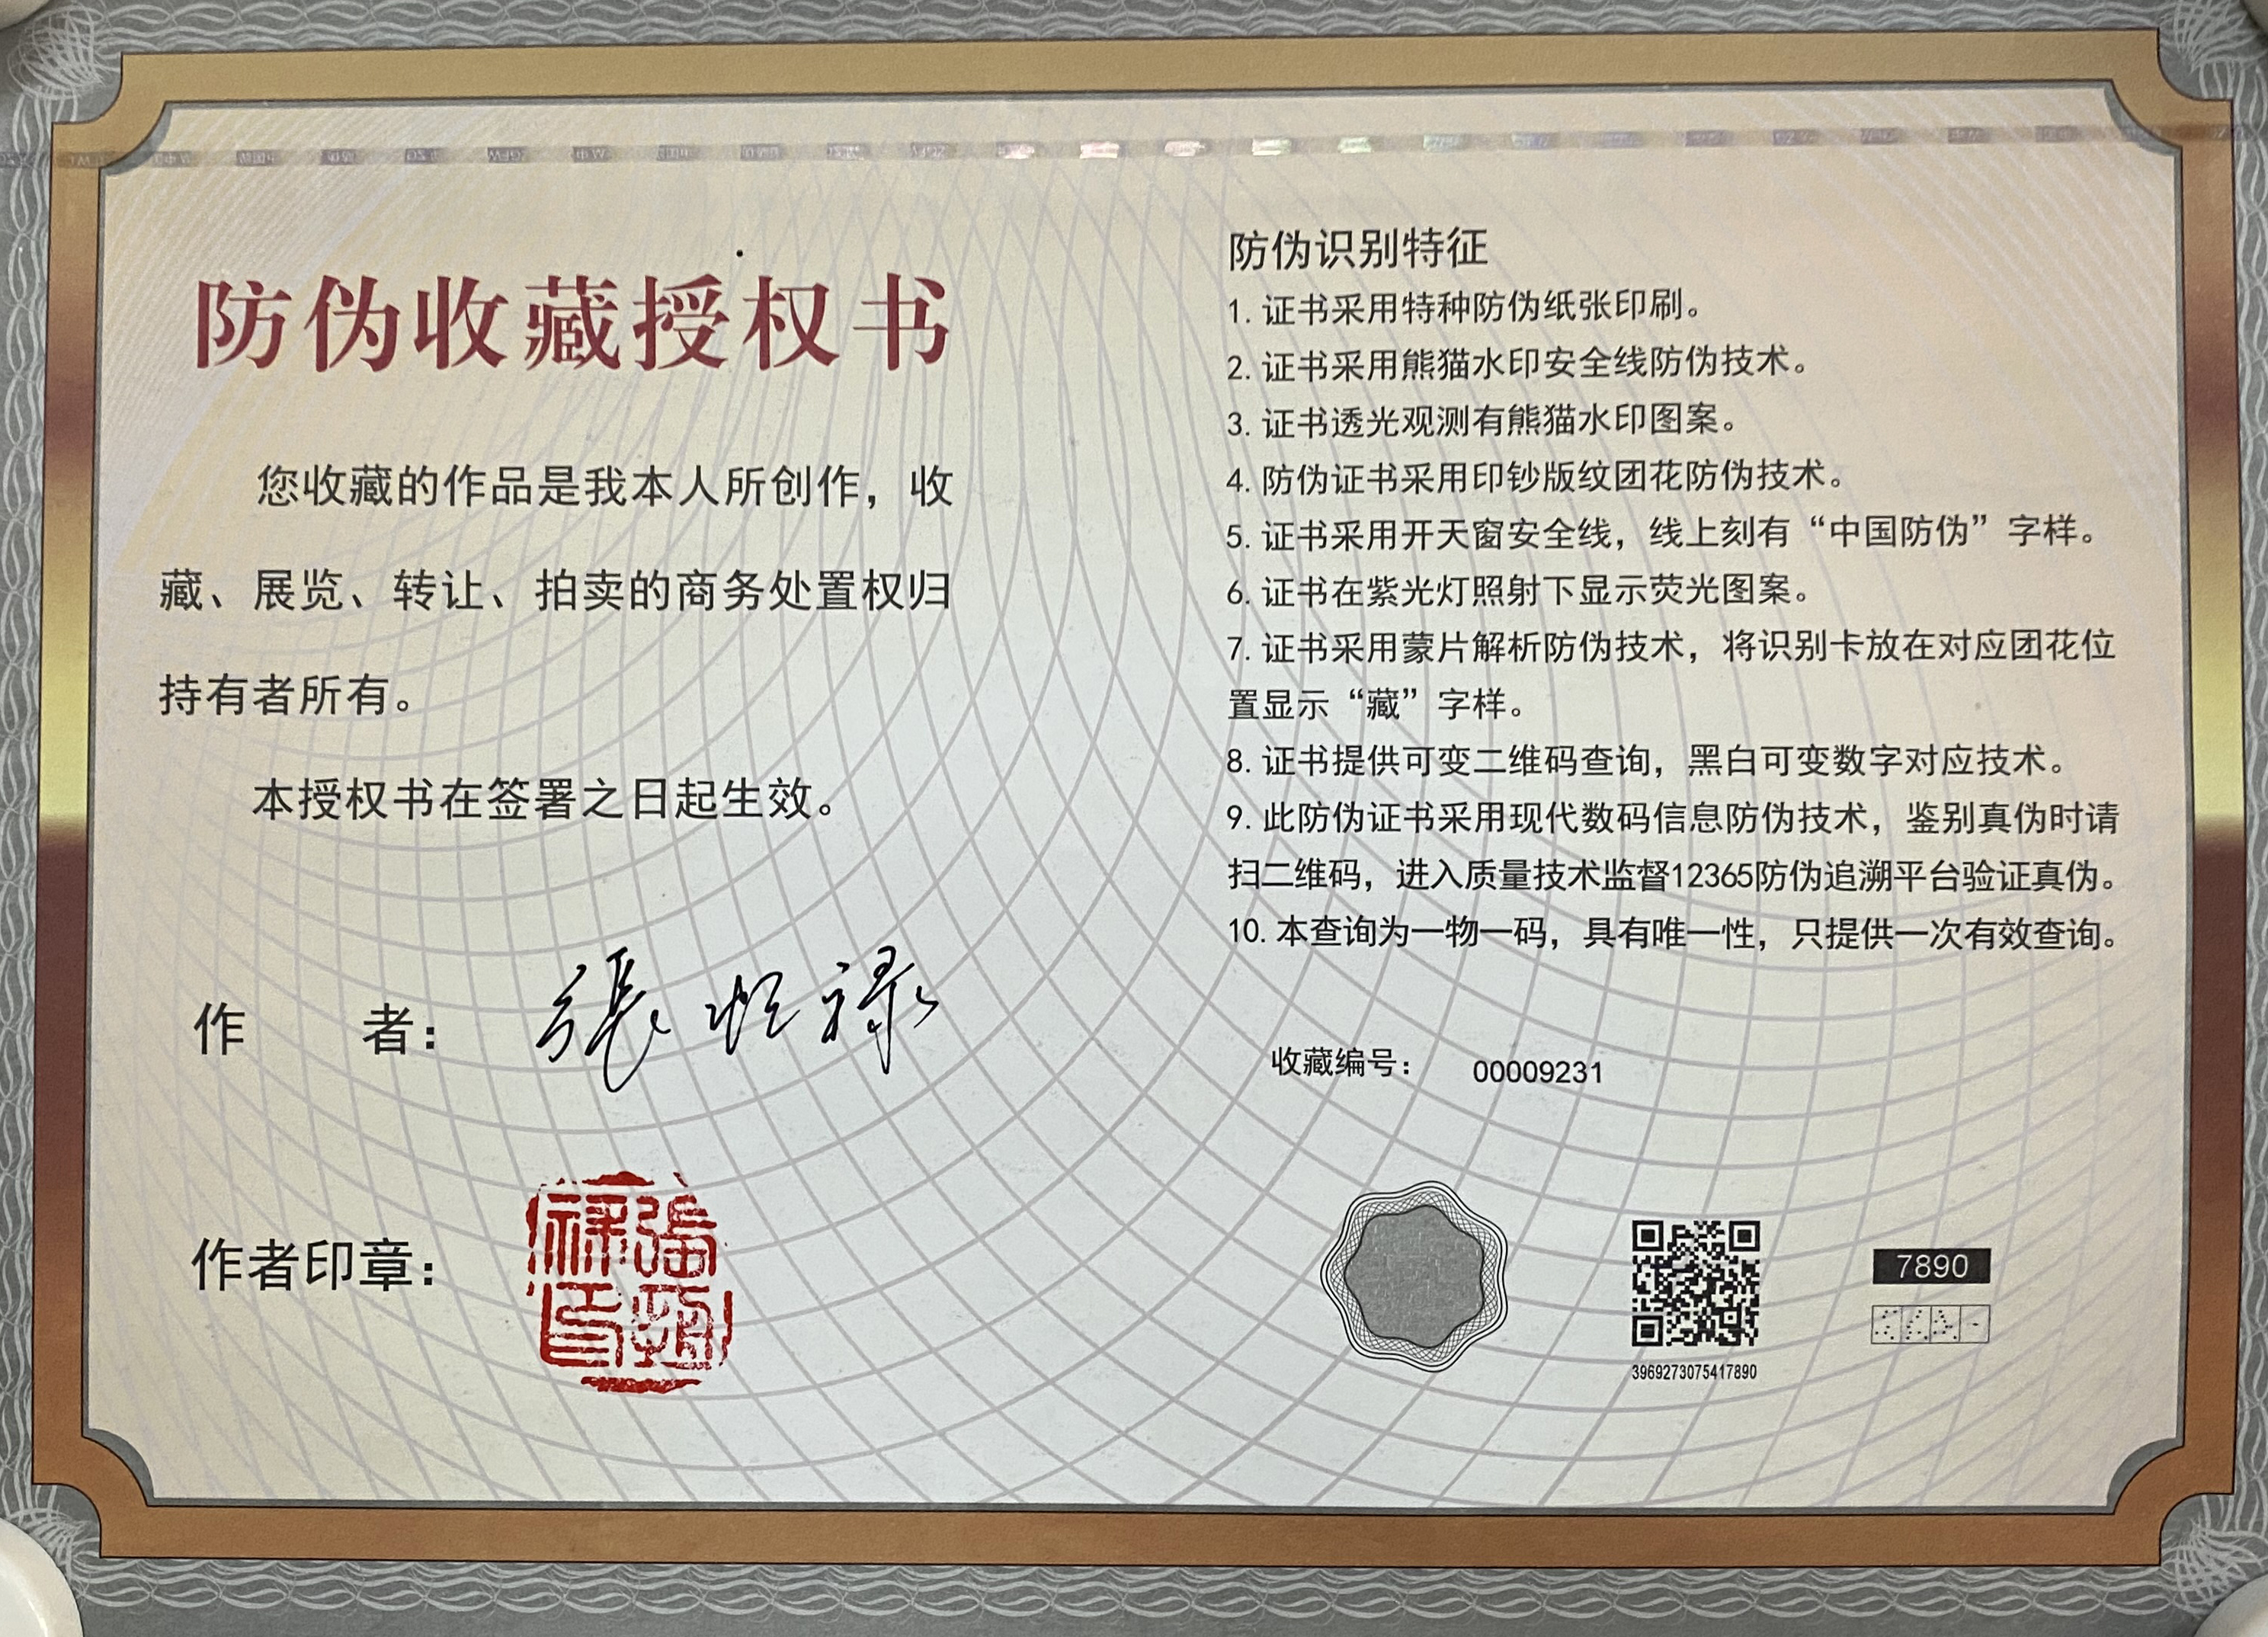 防伪收藏授权书
您收藏的作品是我本人所创作，收
藏、展览、转让、拍卖的商务处置权归
持有者所有。
本授权书在签署之日起生效。
作 者：
作者印章：
防伪识别特征
1. 证书采用特种防伪纸张印刷。
2. 证书采用熊猫水印安全线防伪技术。
3. 证书透光观测有熊猫水印图案。
4. 防伪证书采用印钞版纹团花防伪技术。
5. 证书采用开天窗安全线，线上刻有“中国防伪”字样。
6. 证书在紫光灯照射下显示荧光图案。
7. 证书采用蒙片解析防伪技术，将识别卡放在对应团花位
置显示“藏”字样。
8. 证书提供可变二维码查询，黑白可变数字对应技术。
9. 此防伪证书采用现代数码信息防伪技术，鉴别真伪时请
扫二维码，进入质量技术监督12365防伪追溯平台验证真伪。
10. 本查询为一物一码，具有唯一性，只提供一次有效查询。
收藏编号： 00009231
7890
3969273075417890